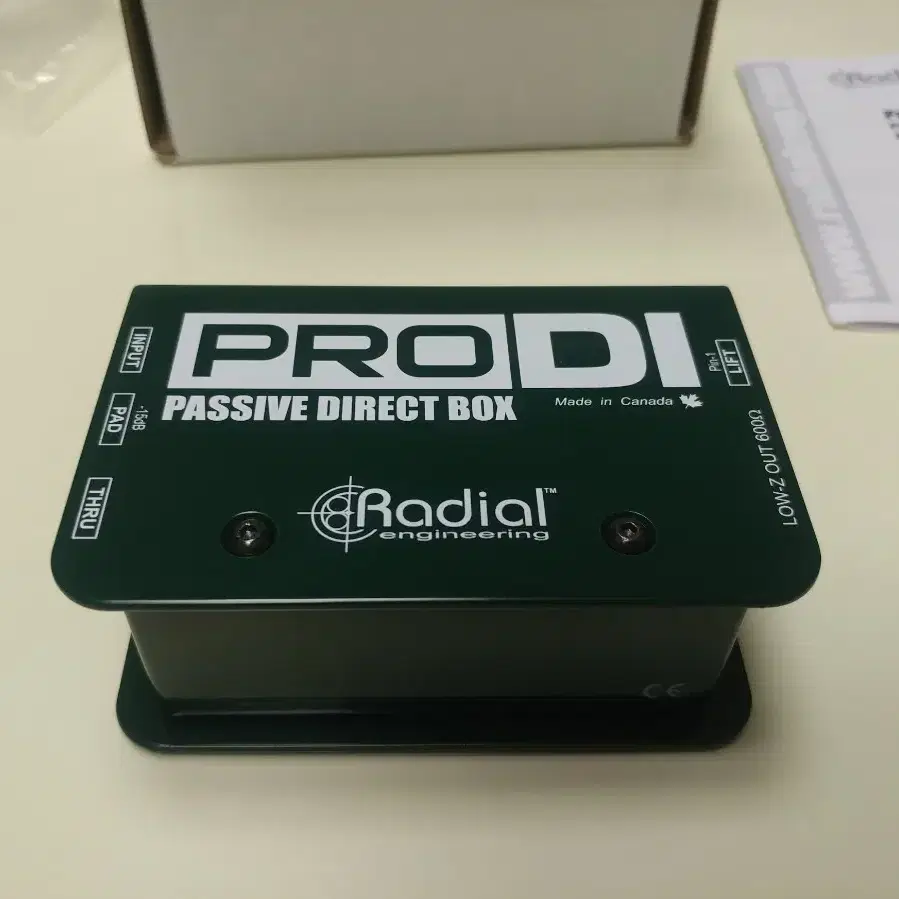 PRO DI
PASSIVE DIRECT BOX
Made in Canada
INPUT
-15dB
PAD
THRU
Pin-1
LIFT
LOW-Z OUT 600Ω
Radial™
engineering
CE
Radial